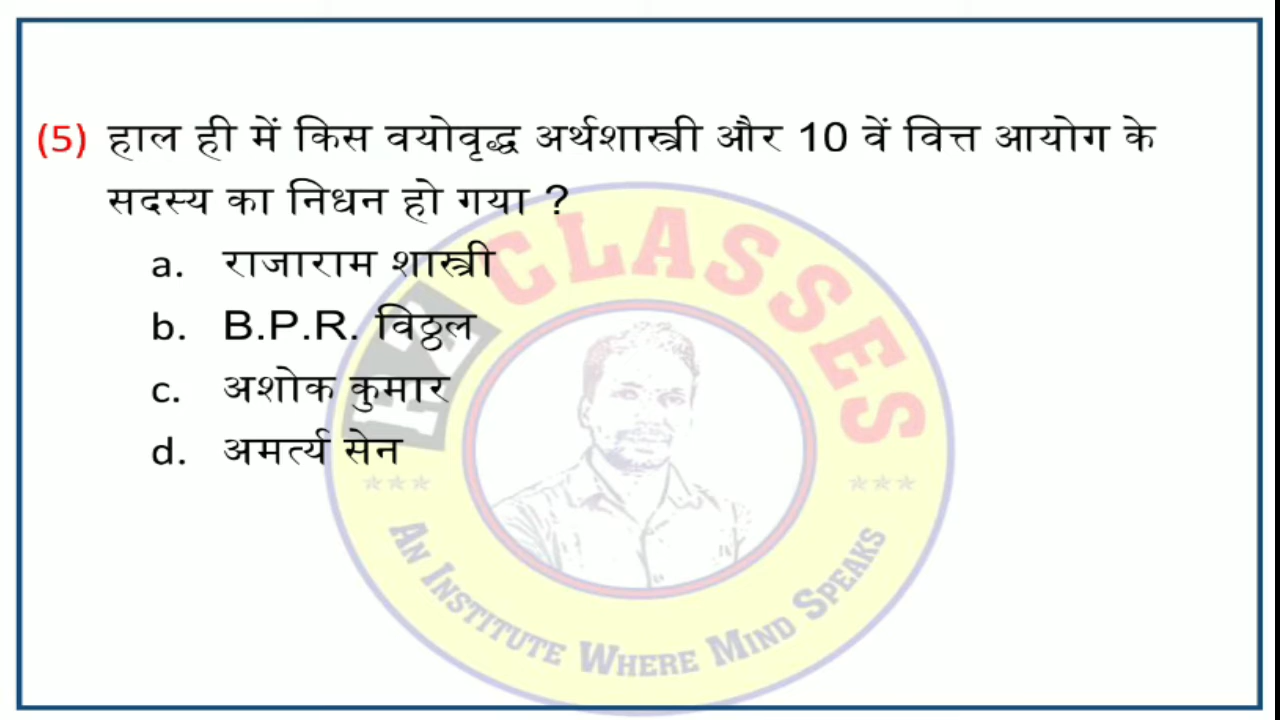 (5) हाल ही में किस वयोवृद्ध अर्थशास्त्री और 10 वें वित्त आयोग के
सदस्य का निधन हो गया ?
a. राजाराम शास्त्री
b. B.P.R. विठ्ठल
c. अशोक कुमार
d. अमर्त्य सेन
CLASSES
AN INSTITUTE WHERE MIND SPEAKS